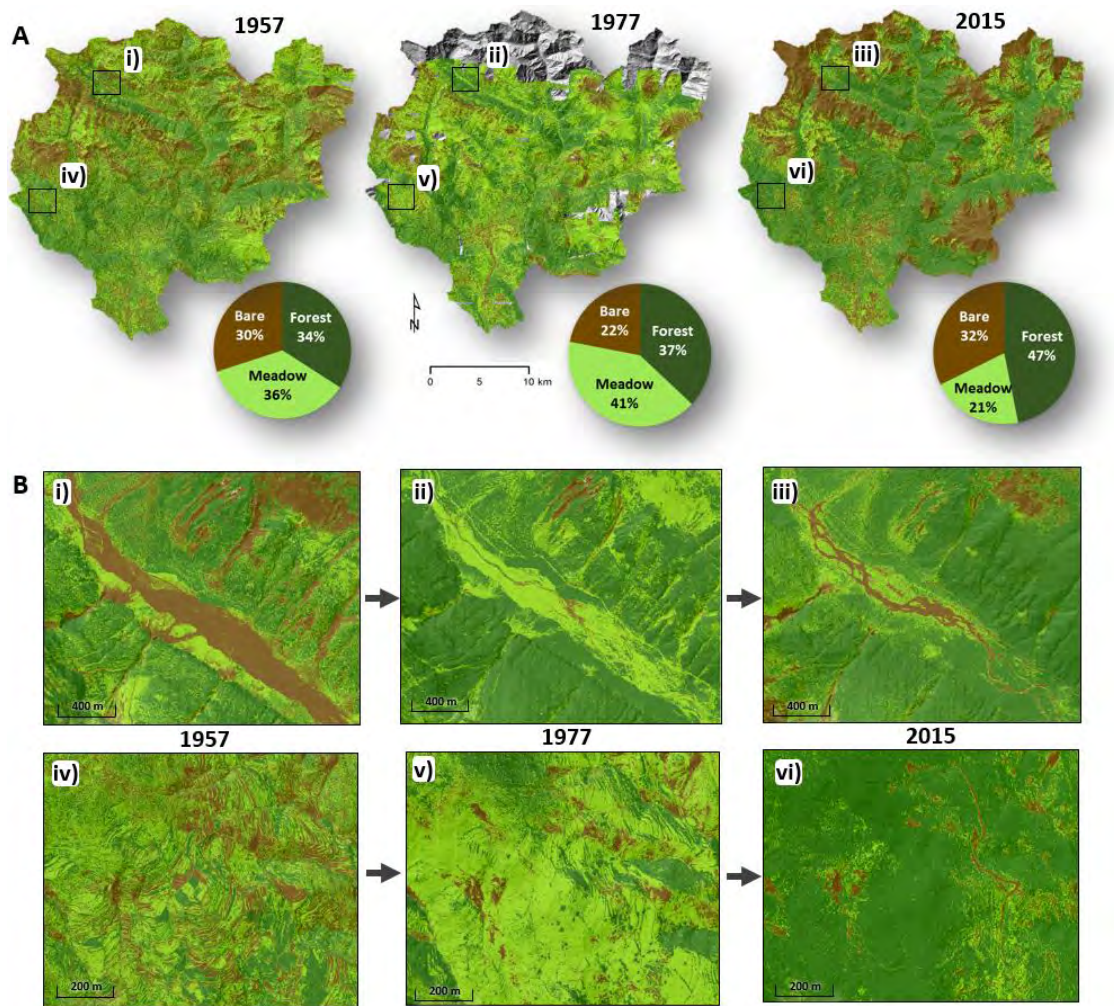 A
1957
1977
2015
i)
ii)
iii)
iv)
v)
vi)
Bare
30%
Forest
34%
Meadow
36%
N
0 5 10 km
Bare
22%
Forest
37%
Meadow
41%
Bare
32%
Forest
47%
Meadow
21%
B
i)
ii)
iii)
400 m
400 m
400 m
1957
1977
2015
iv)
v)
vi)
200 m
200 m
200 m